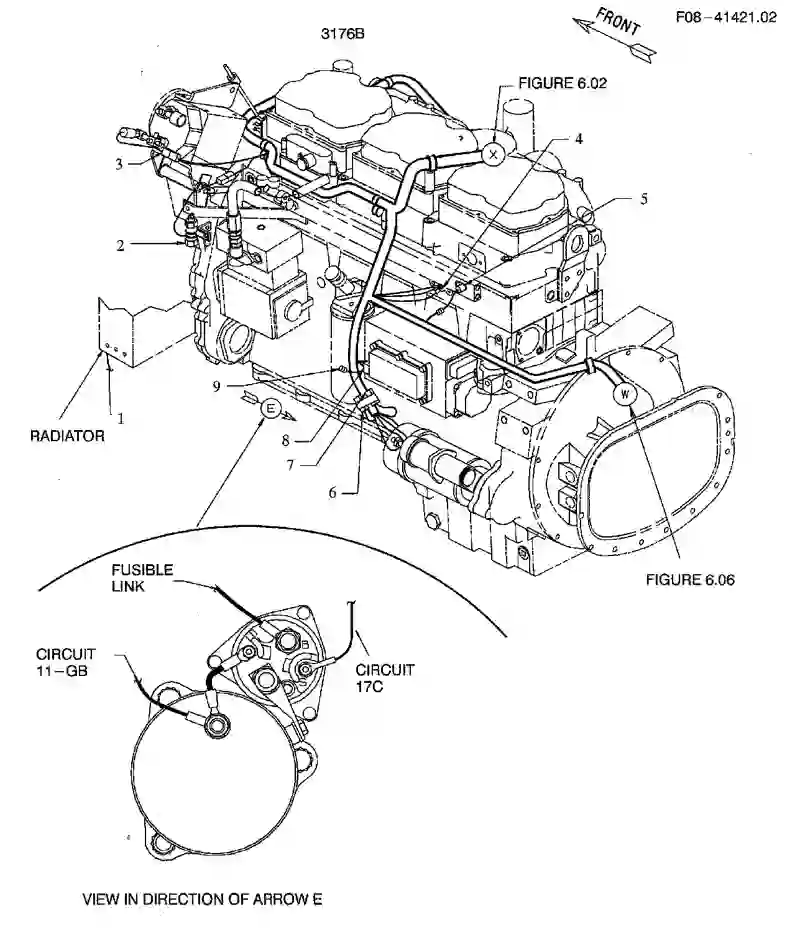 F08-41421.02
FRONT
3176B
FIGURE 6.02
4
3
5
2
9
1
E
W
X
RADIATOR
8
7
6
FIGURE 6.06
FUSIBLE
LINK
CIRCUIT
11-GB
CIRCUIT
17C
VIEW IN DIRECTION OF ARROW E